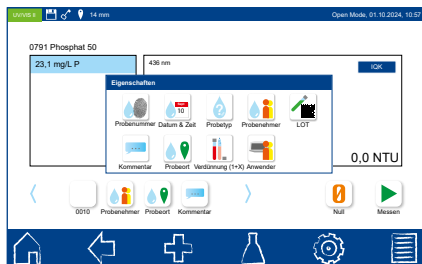 UV/VIS II 14 mm Open Mode, 01.10.2024, 10:57
0791 Phosphat 50
23,1 mg/L P
436 nm
IQK
Eigenschaften
10
Probenummer Datum & Zeit Probetyp Probenehmer LOT
Kommentar Probeort Verdünnung (1+X) Anwender
0,0 NTU
0010 Probenehmer Probeort Kommentar Null Messen